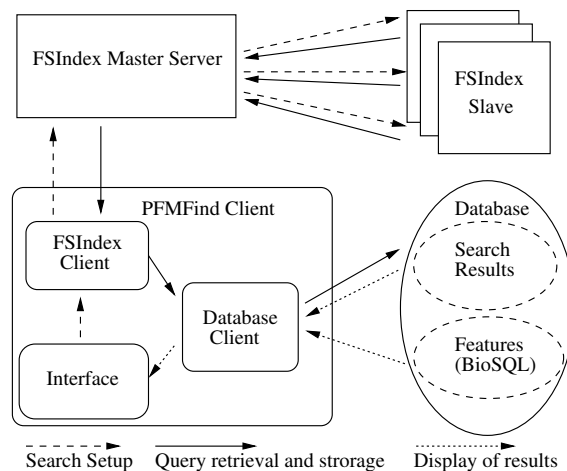 FSIndex Master Server
FSIndex
Slave
PFMFind Client
FSIndex
Client
Database
Client
Interface
Database
Search
Results
Features
(BioSQL)
Search Setup
Query retrieval and strorage
Display of results